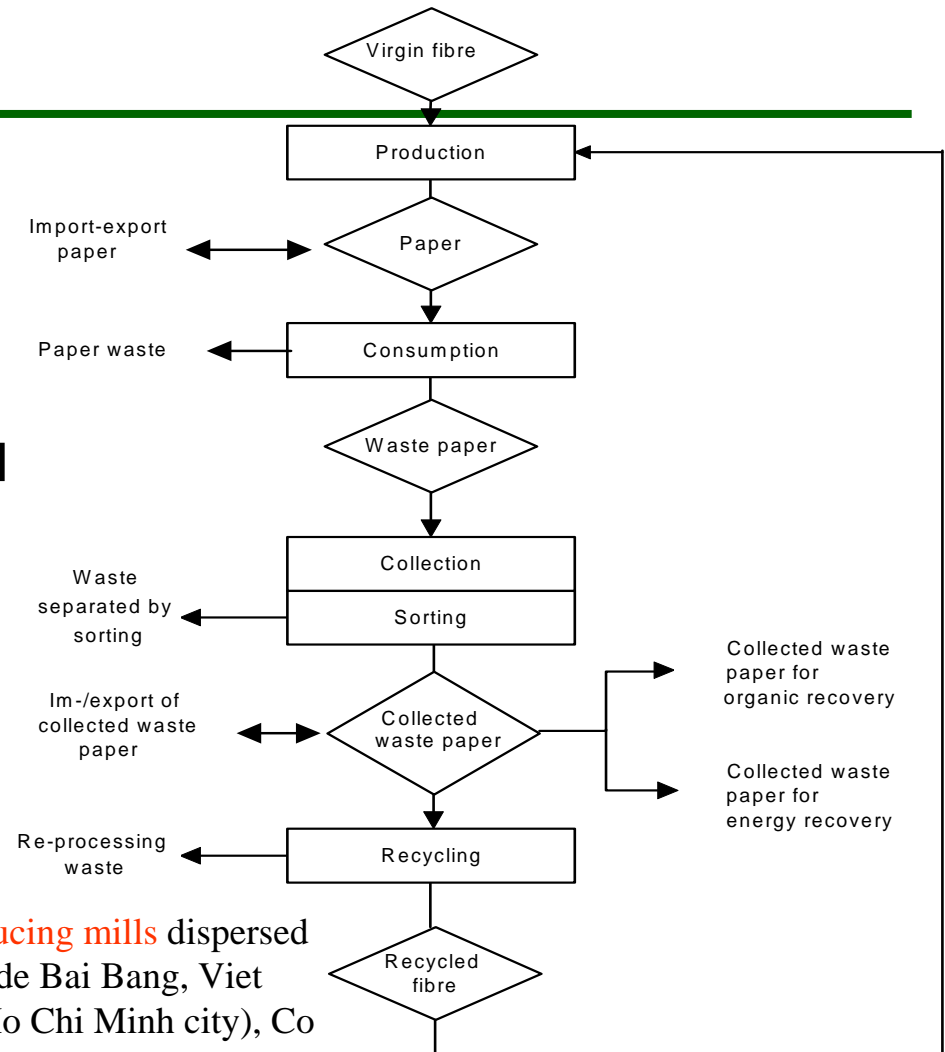 Virgin fibre
Production
Import-export
paper
Paper
Paper waste
Consumption
Waste paper
Collection
Waste
separated by
sorting
Sorting
Collected waste
paper for
organic recovery
Im-/export of
collected waste
paper
Collected
waste paper
Collected waste
paper for
energy recovery
Re-processing
waste
Recycling
ucing mills dispersed
de Bai Bang, Viet
Ho Chi Minh city), Co
Recycled
fibre